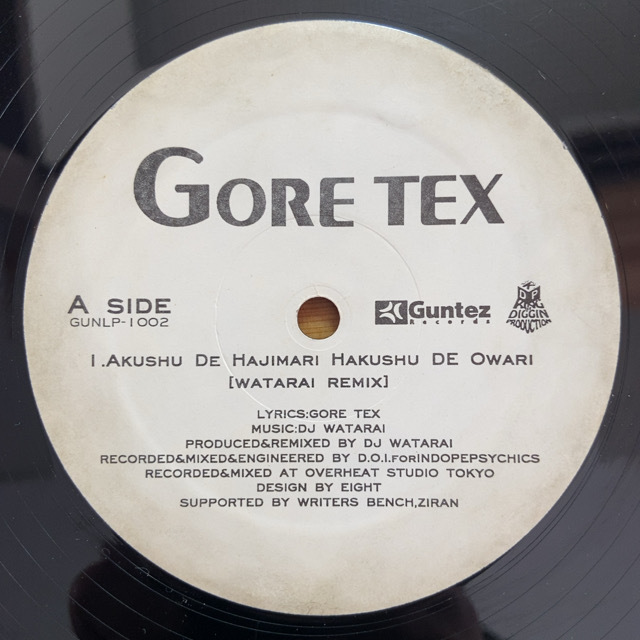 GORE TEX
A SIDE
GUNLP-1002
Guntez
Records
D.P.
KING
DIGGIN
PRODUCTION
1.AKUSHU DE HAJIMARI HAKUSHU DE OWARI
[WATARAI REMIX]
LYRICS:GORE TEX
MUSIC:DJ WATARAI
PRODUCED&REMIXED BY DJ WATARAI
RECORDED&MIXED&ENGINEERED BY D.O.I.FORINDOPEPSYCHICS
RECORDED&MIXED AT OVERHEAT STUDIO TOKYO
DESIGN BY EIGHT
SUPPORTED BY WRITERS BENCH,ZIRAN